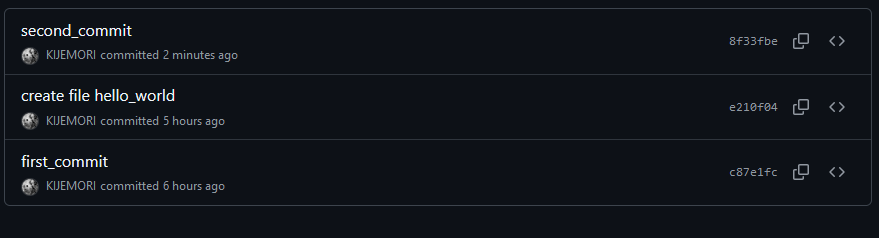 second_commit
KIJEMORI committed 2 minutes ago
8f33fbe
create file hello_world
KIJEMORI committed 5 hours ago
e210f04
first_commit
KIJEMORI committed 6 hours ago
c87e1fc